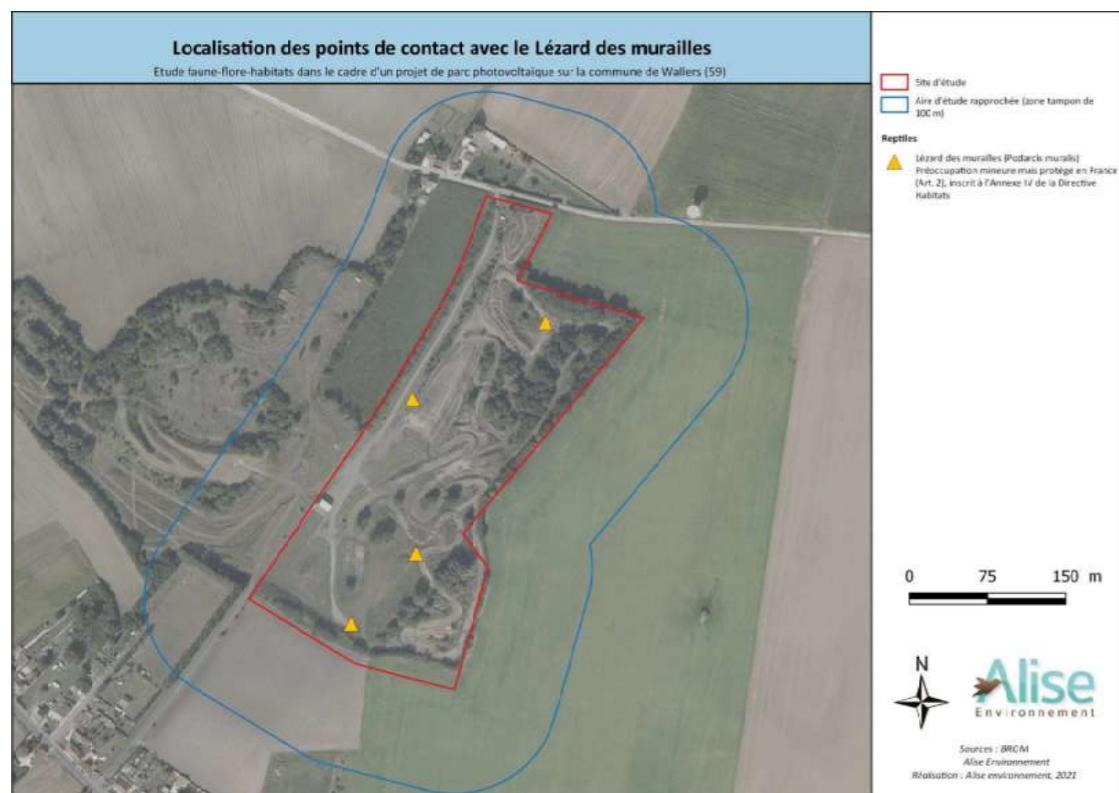 Localisation des points de contact avec le Lézard des murailles
Etude faune-flore-habitats dans le cadre d'un projet de parc photovoltaïque sur la commune de Wallers (59)
Site d'étude
Aire d'étude rapprochée (zone tampon de
100 m)
Reptiles
Lézard des murailles (Podarcis muralis)
Préoccupation mineure mais protégé en France
(Art. 2), inscrit à l'Annexe IV de la Directive
Habitats
0 75 150 m
N
Alise
Environnement
Sources : BRGM
Alise Environnement
Réalisation : Alise environnement, 2021